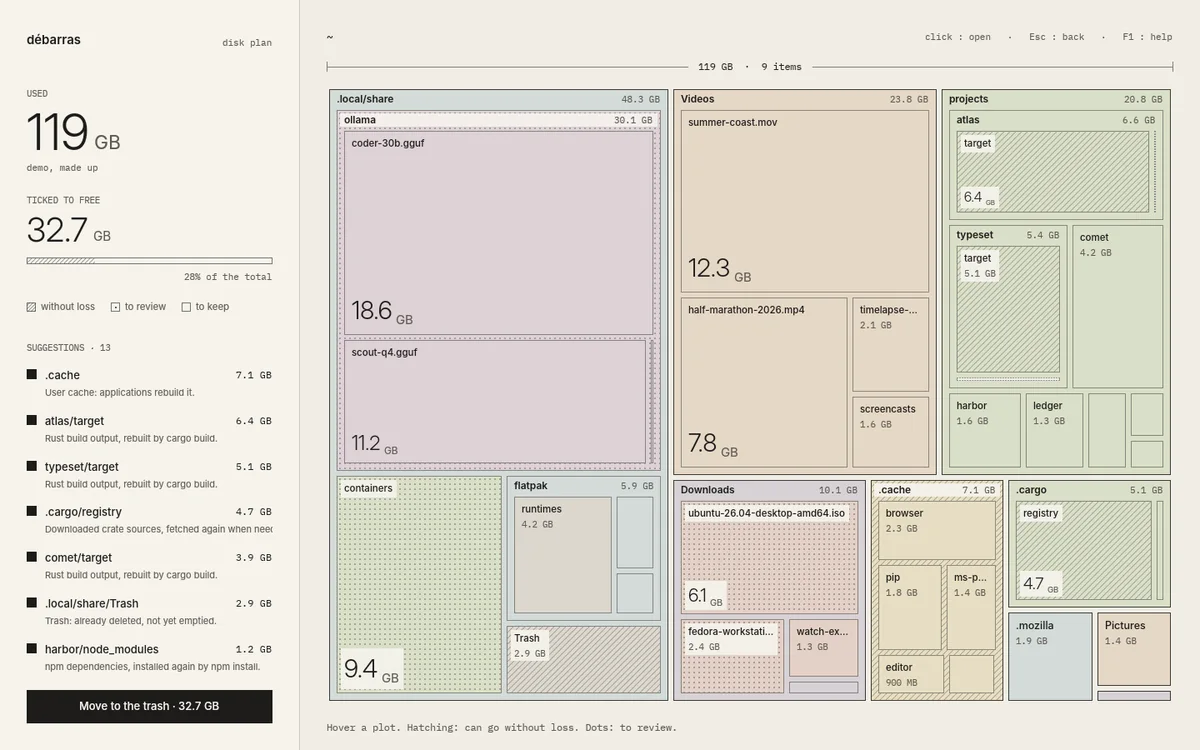 débarras
disk plan
USED
119 GB
demo, made up
TICKED TO FREE
32.7 GB
28% of the total
without loss to review to keep
SUGGESTIONS · 13
.cache 7.1 GB
User cache: applications rebuild it.
atlas/target 6.4 GB
Rust build output, rebuilt by cargo build.
typeset/target 5.1 GB
Rust build output, rebuilt by cargo build.
.cargo/registry 4.7 GB
Downloaded crate sources, fetched again when
comet/target 3.9 GB
Rust build output, rebuilt by cargo build.
.local/share/Trash 2.9 GB
Trash: already deleted, not yet emptied.
harbor/node_modules 1.2 GB
npm dependencies, installed again by npm install.
Move to the trash · 32.7 GB
~
click : open · Esc : back · F1 : help
119 GB · 9 items
.local/share 48.3 GB
ollama 30.1 GB
coder-30b.gguf
18.6 GB
scout-q4.gguf
11.2 GB
containers
9.4 GB
flatpak 5.9 GB
runtimes
4.2 GB
Trash
2.9 GB
Videos 23.8 GB
summer-coast.mov
12.3 GB
half-marathon-2026.mp4
7.8 GB
timelapse-...
2.1 GB
screencasts
1.6 GB
projects 20.8 GB
atlas 6.6 GB
target
6.4 GB
typeset 5.4 GB
target
5.1 GB
comet
4.2 GB
harbor
1.6 GB
ledger
1.3 GB
Downloads 10.1 GB
ubuntu-26.04-desktop-amd64.iso
6.1 GB
fedora-workstati...
2.4 GB
watch-ex...
1.3 GB
.cache 7.1 GB
browser
2.3 GB
pip
1.8 GB
ms-p...
1.4 GB
editor
900 MB
.cargo 5.1 GB
registry
4.7 GB
.mozilla
1.9 GB
Pictures
1.4 GB
Hover a plot. Hatching: can go without loss. Dots: to review.